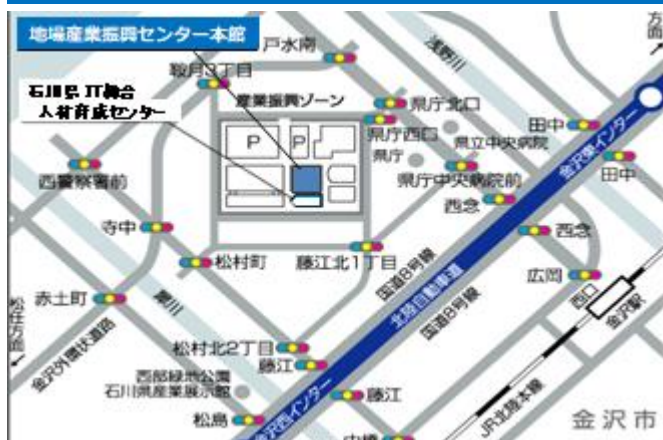 地場産業振興センター本館
戸水南
浅野川
方面
鞍月3丁目
石川県IT総合
人材育成センター
産業振興ゾーン
県庁北口
田中
金沢東インター
P
P
県庁西口
県庁
県立中央病院
田中
西警察署前
県庁中央病院前
西念
西念
寺中
松村町
藤江北1丁目
国道8号線
北陸自動車道
国道8号線
広岡
西口
金沢駅
松任方面
赤土町
金沢外環状道路
松村北2丁目
藤江
西部緑地公園
石川県産業展示館
藤江
松島
金沢西インター
JR北陸本線
金沢市